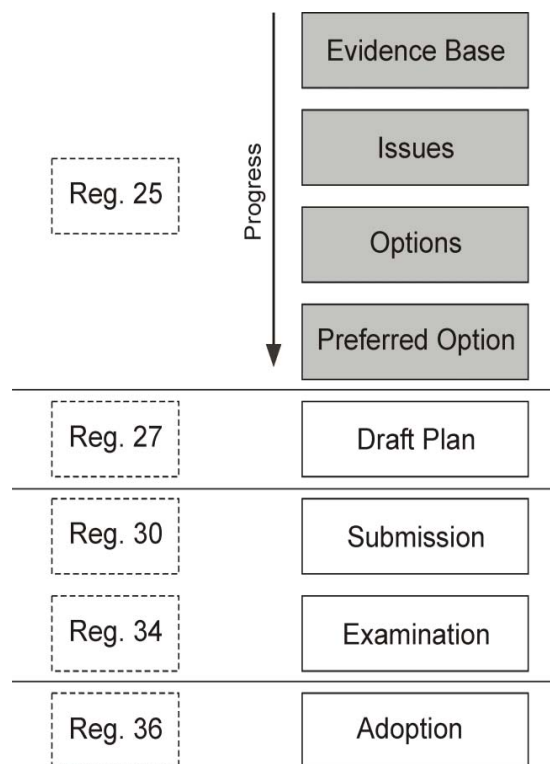 Evidence Base
Issues
Reg. 25
Progress
Options
Preferred Option
Reg. 27
Draft Plan
Reg. 30
Submission
Reg. 34
Examination
Reg. 36
Adoption